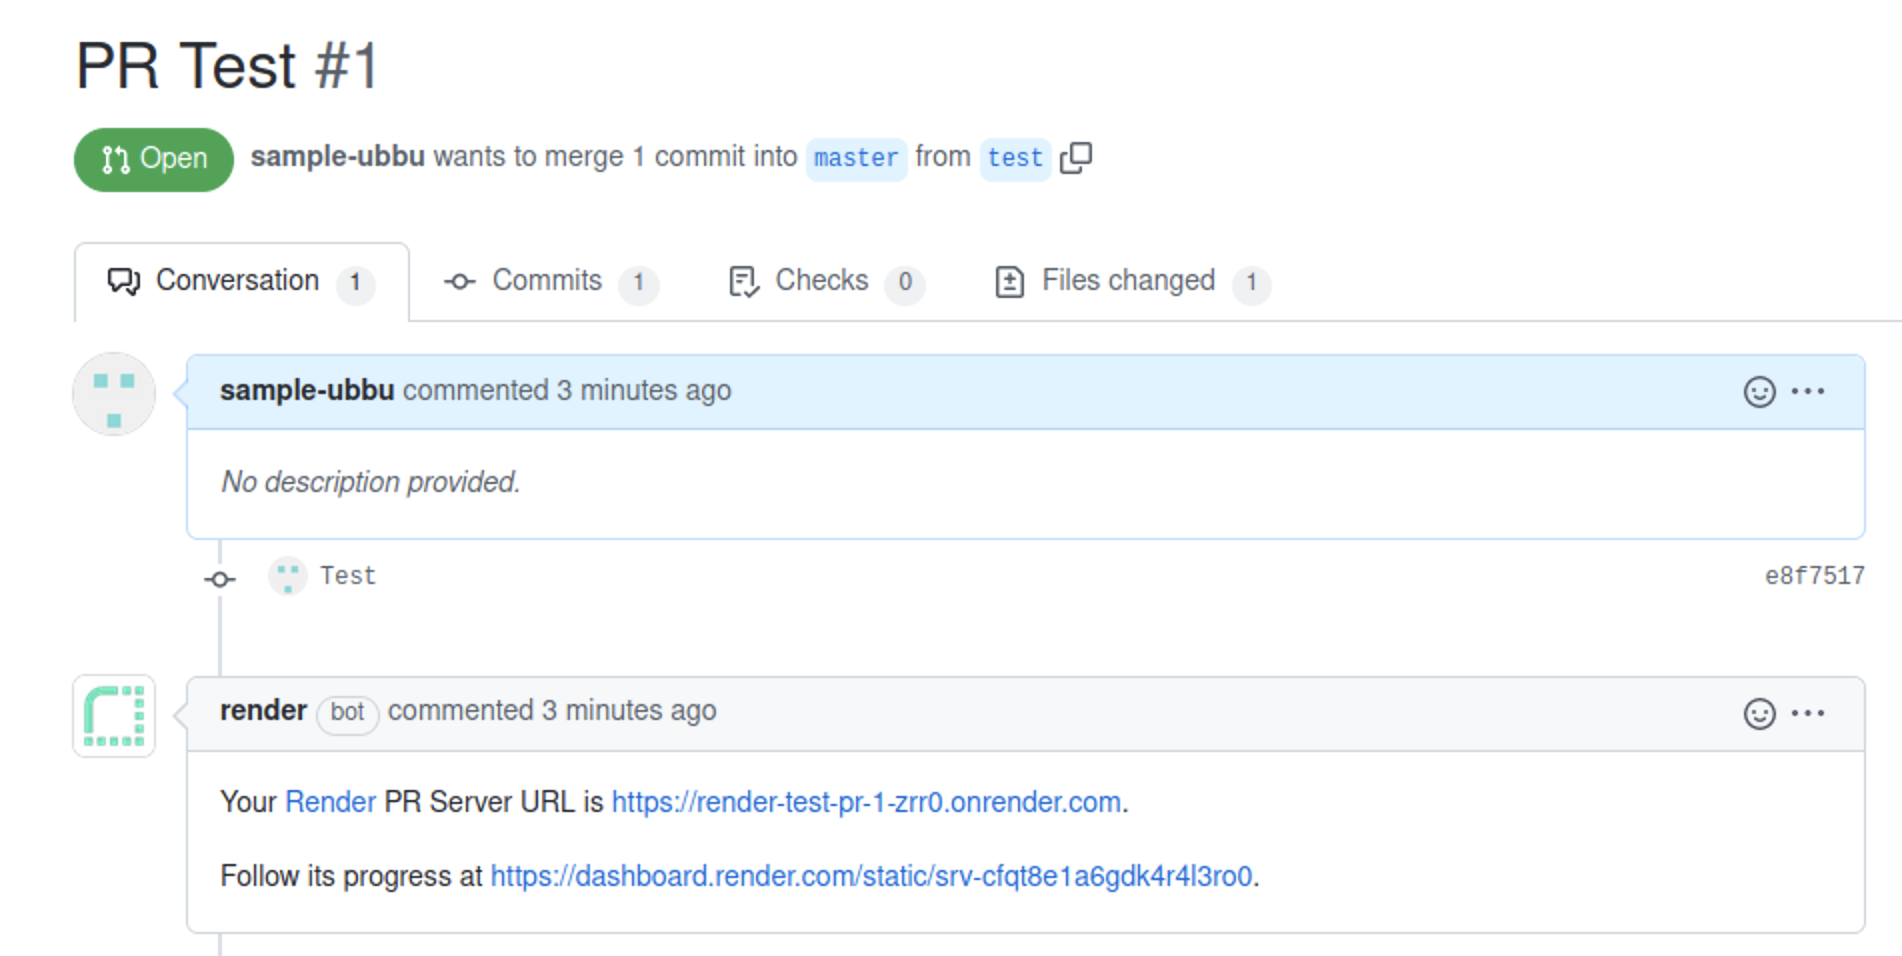 PR Test #1
Open sample-ubbu wants to merge 1 commit into master from test
Conversation 1 Commits 1 Checks 0 Files changed 1
sample-ubbu commented 3 minutes ago
No description provided.
Test e8f7517
render bot commented 3 minutes ago
Your Render PR Server URL is https://render-test-pr-1-zrr0.onrender.com.
Follow its progress at https://dashboard.render.com/static/srv-cfqt8e1a6gdk4r4l3ro0.